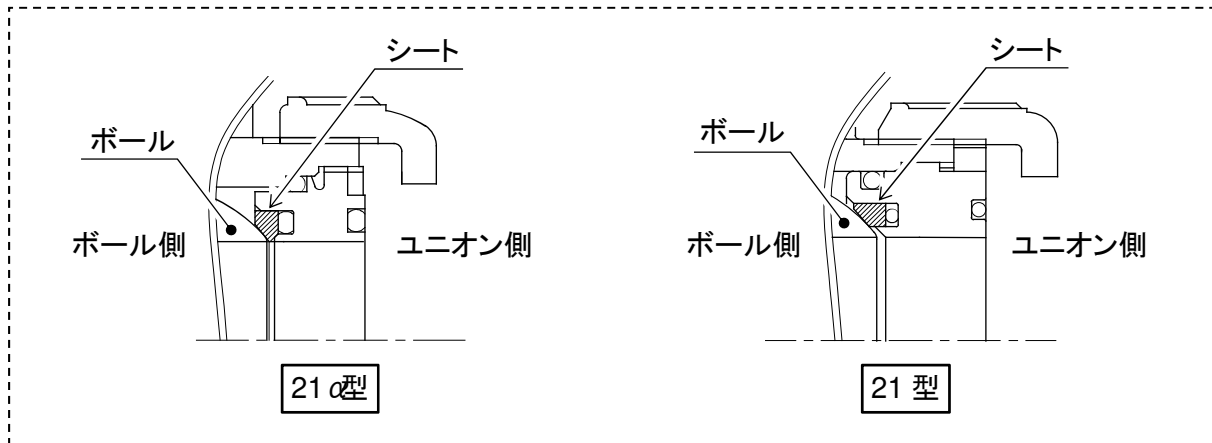 シート
ボール
ボール側
ユニオン側
21α型
シート
ボール
ボール側
ユニオン側
21 型